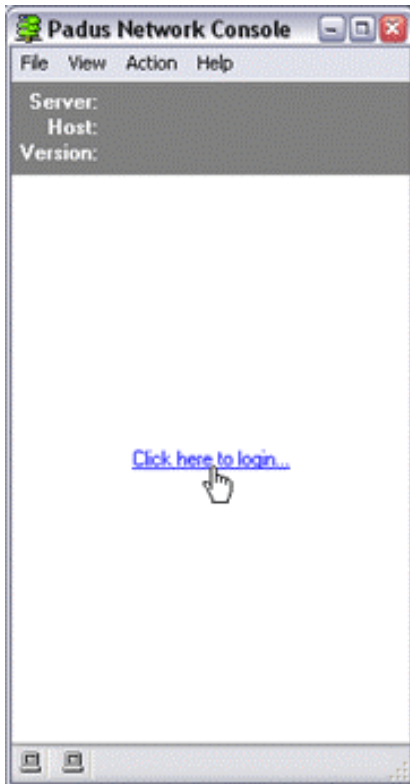 Padus Network Console
File View Action Help
Server:
Host:
Version:
Click here to login...